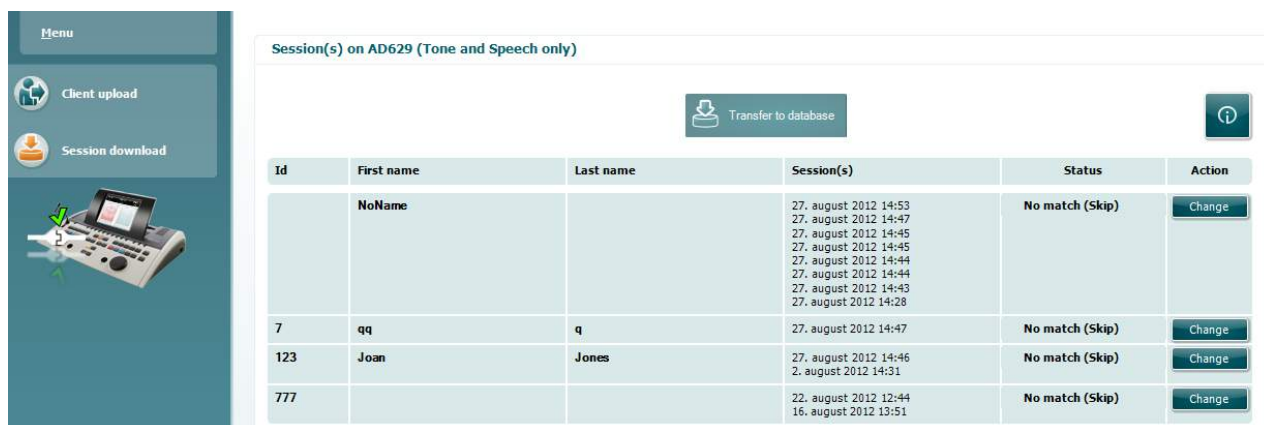 Menu
Client upload
Session download
Session(s) on AD629 (Tone and Speech only)
Transfer to database
Id First name Last name Session(s) Status Action
NoName 27. august 2012 14:53 No match (Skip) Change
27. august 2012 14:47
27. august 2012 14:45
27. august 2012 14:45
27. august 2012 14:44
27. august 2012 14:44
27. august 2012 14:43
27. august 2012 14:28
7 qq q 27. august 2012 14:47 No match (Skip) Change
123 Joan Jones 27. august 2012 14:46 No match (Skip) Change
2. august 2012 14:31
777 22. august 2012 12:44 No match (Skip) Change
16. august 2012 13:51